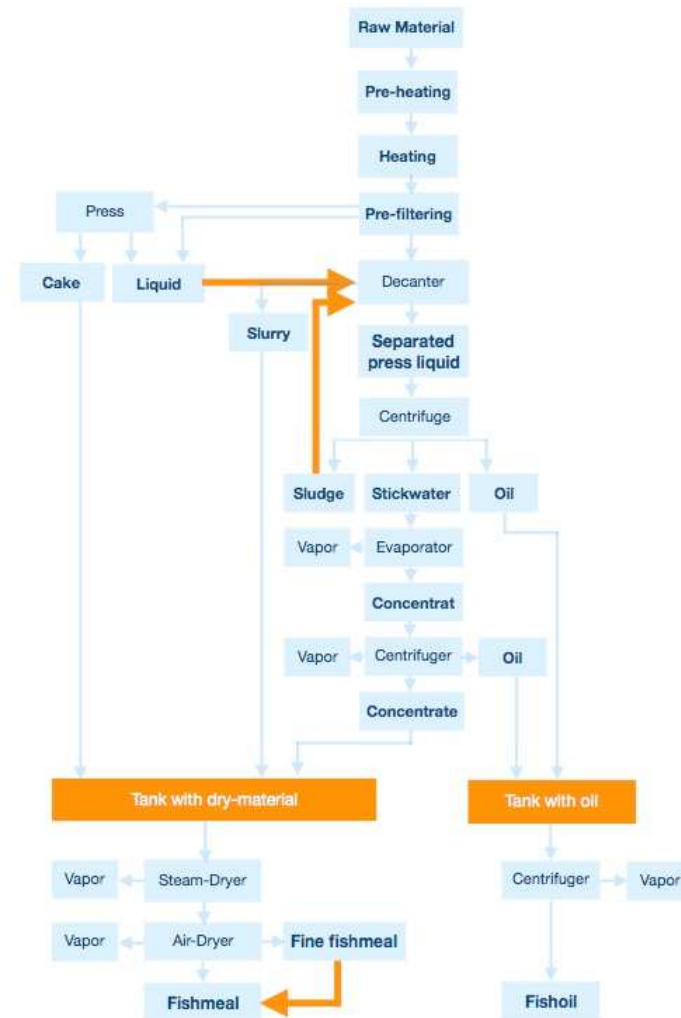 Raw Material
Pre-heating
Heating
Press
Pre-filtering
Cake
Liquid
Decanter
Slurry
Separated
press liquid
Centrifuge
Sludge
Stickwater
Oil
Vapor
Evaporator
Concentrat
Vapor
Centrifuger
Oil
Concentrate
Tank with dry-material
Tank with oil
Vapor
Steam-Dryer
Centrifuger
Vapor
Vapor
Air-Dryer
Fine fishmeal
Fishmeal
Fishoil